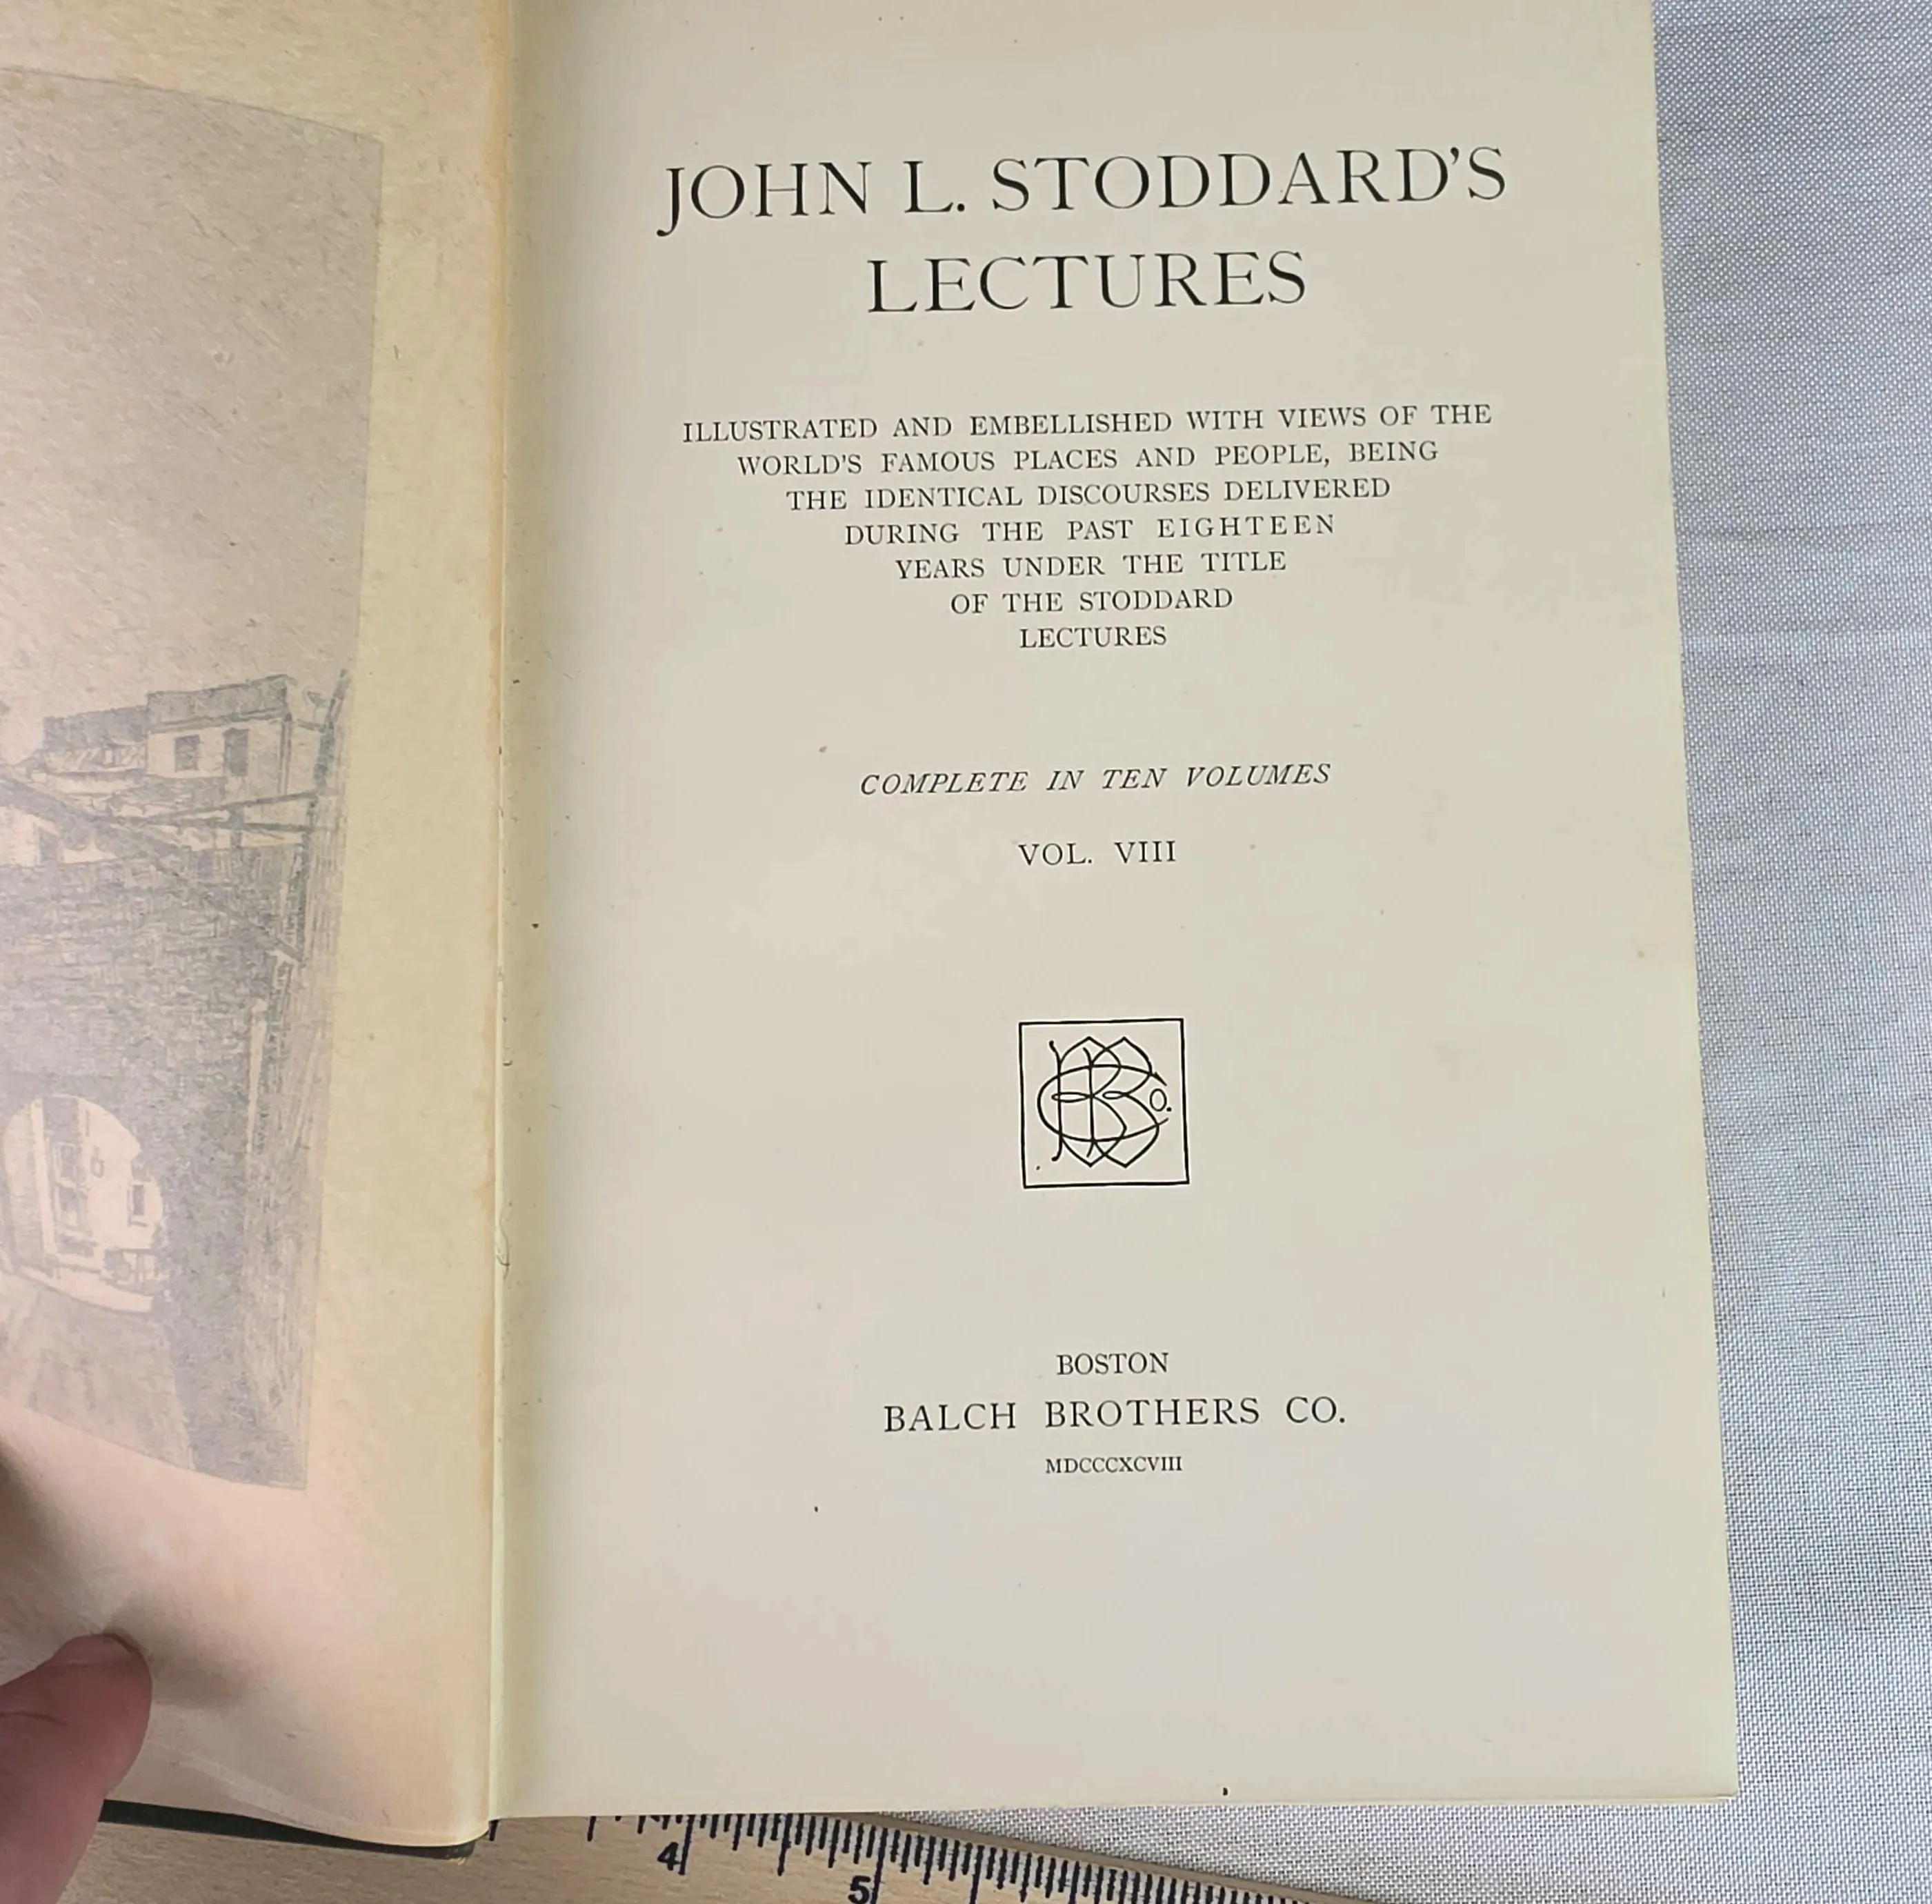 JOHN L. STODDARD'S
LECTURES
ILLUSTRATED AND EMBELLISHED WITH VIEWS OF THE
WORLD'S FAMOUS PLACES AND PEOPLE, BEING
THE IDENTICAL DISCOURSES DELIVERED
DURING THE PAST EIGHTEEN
YEARS UNDER THE TITLE
OF THE STODDARD
LECTURES
COMPLETE IN TEN VOLUMES
VOL. VIII
BBCo.
BOSTON
BALCH BROTHERS CO.
MDCCCXCVIII
4
5